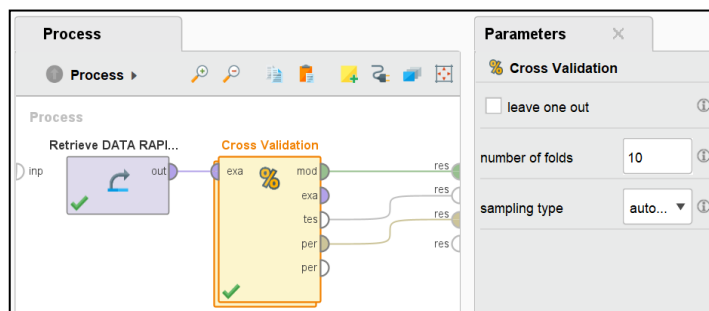 Process
Process
Process
Retrieve DATA RAPI...
inp
out
Cross Validation
exa
%
mod
exa
tes
per
per
res
res
res
res
Parameters
% Cross Validation
leave one out
number of folds
10
sampling type
auto...